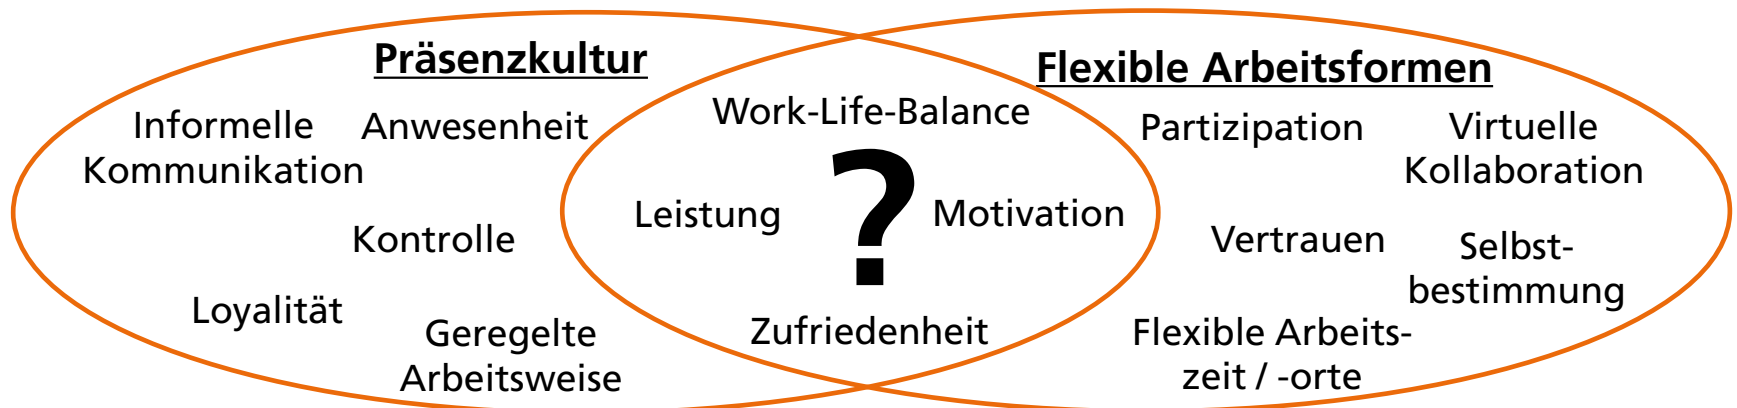 Präsenzkultur
Informelle
Kommunikation
Anwesenheit
Kontrolle
Loyalität
Geregelte
Arbeitsweise
Work-Life-Balance
Leistung
?
Motivation
Zufriedenheit
Flexible Arbeitsformen
Partizipation
Virtuelle
Kollaboration
Vertrauen
Selbst-
bestimmung
Flexible Arbeits-
zeit / -orte